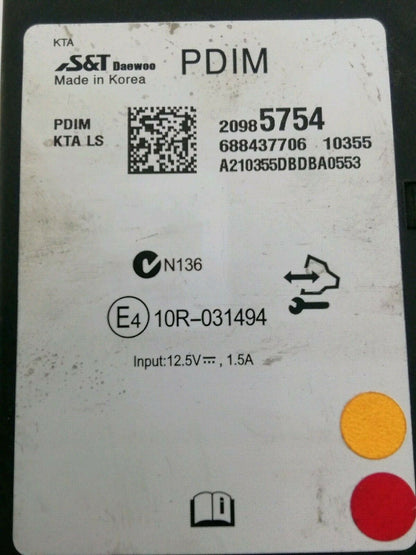 KTA
S&T Daewoo PDIM
Made in Korea
PDIM 20985754
KTA LS 688437706 10355
A210355DBDBA0553
N136
E4 10R-031494
Input:12.5V⎓, 1.5A
i